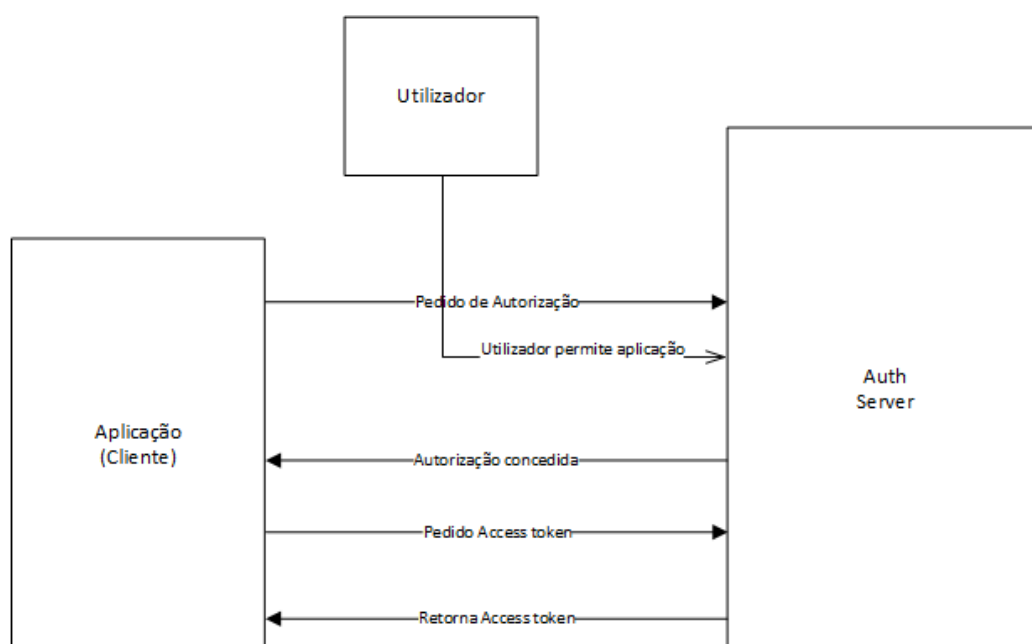 Utilizador
Pedido de Autorização
Utilizador permite aplicação
Auth
Server
Aplicação
(Cliente)
Autorização concedida
Pedido Access token
Retorna Access token